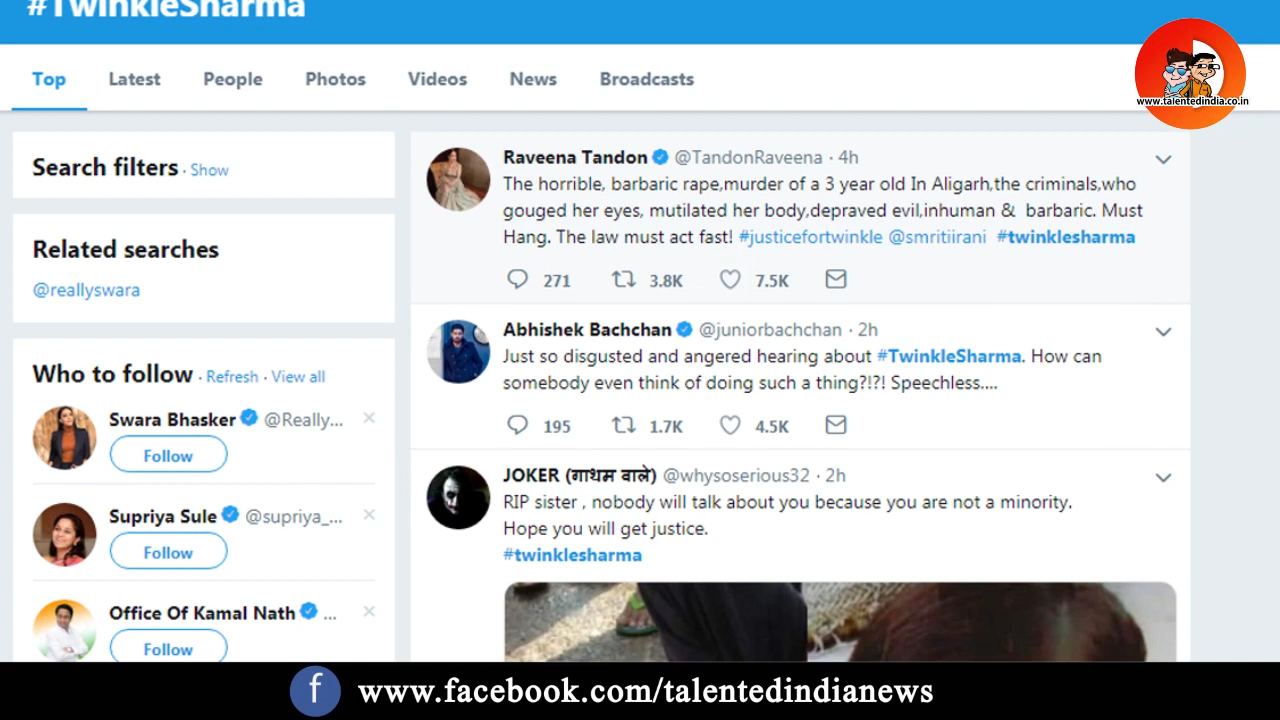 #TwinkleSharma
Top Latest People Photos Videos News Broadcasts
www.talentedindia.co.in
Search filters · Show
Related searches
@reallyswara
Who to follow · Refresh · View all
Swara Bhasker @Really...
Follow
Supriya Sule @supriya_...
Follow
Office Of Kamal Nath ...
Follow
Raveena Tandon @TandonRaveena · 4h
The horrible, barbaric rape,murder of a 3 year old In Aligarh,the criminals,who
gouged her eyes, mutilated her body,depraved evil,inhuman & barbaric. Must
Hang. The law must act fast! #justicefortwinkle @smritiirani #twinklesharma
271 3.8K 7.5K
Abhishek Bachchan @juniorbachchan · 2h
Just so disgusted and angered hearing about #TwinkleSharma. How can
somebody even think of doing such a thing?!?! Speechless....
195 1.7K 4.5K
JOKER (गाथम वाले) @whysoserious32 · 2h
RIP sister , nobody will talk about you because you are not a minority.
Hope you will get justice.
#twinklesharma
f www.facebook.com/talentedindianews